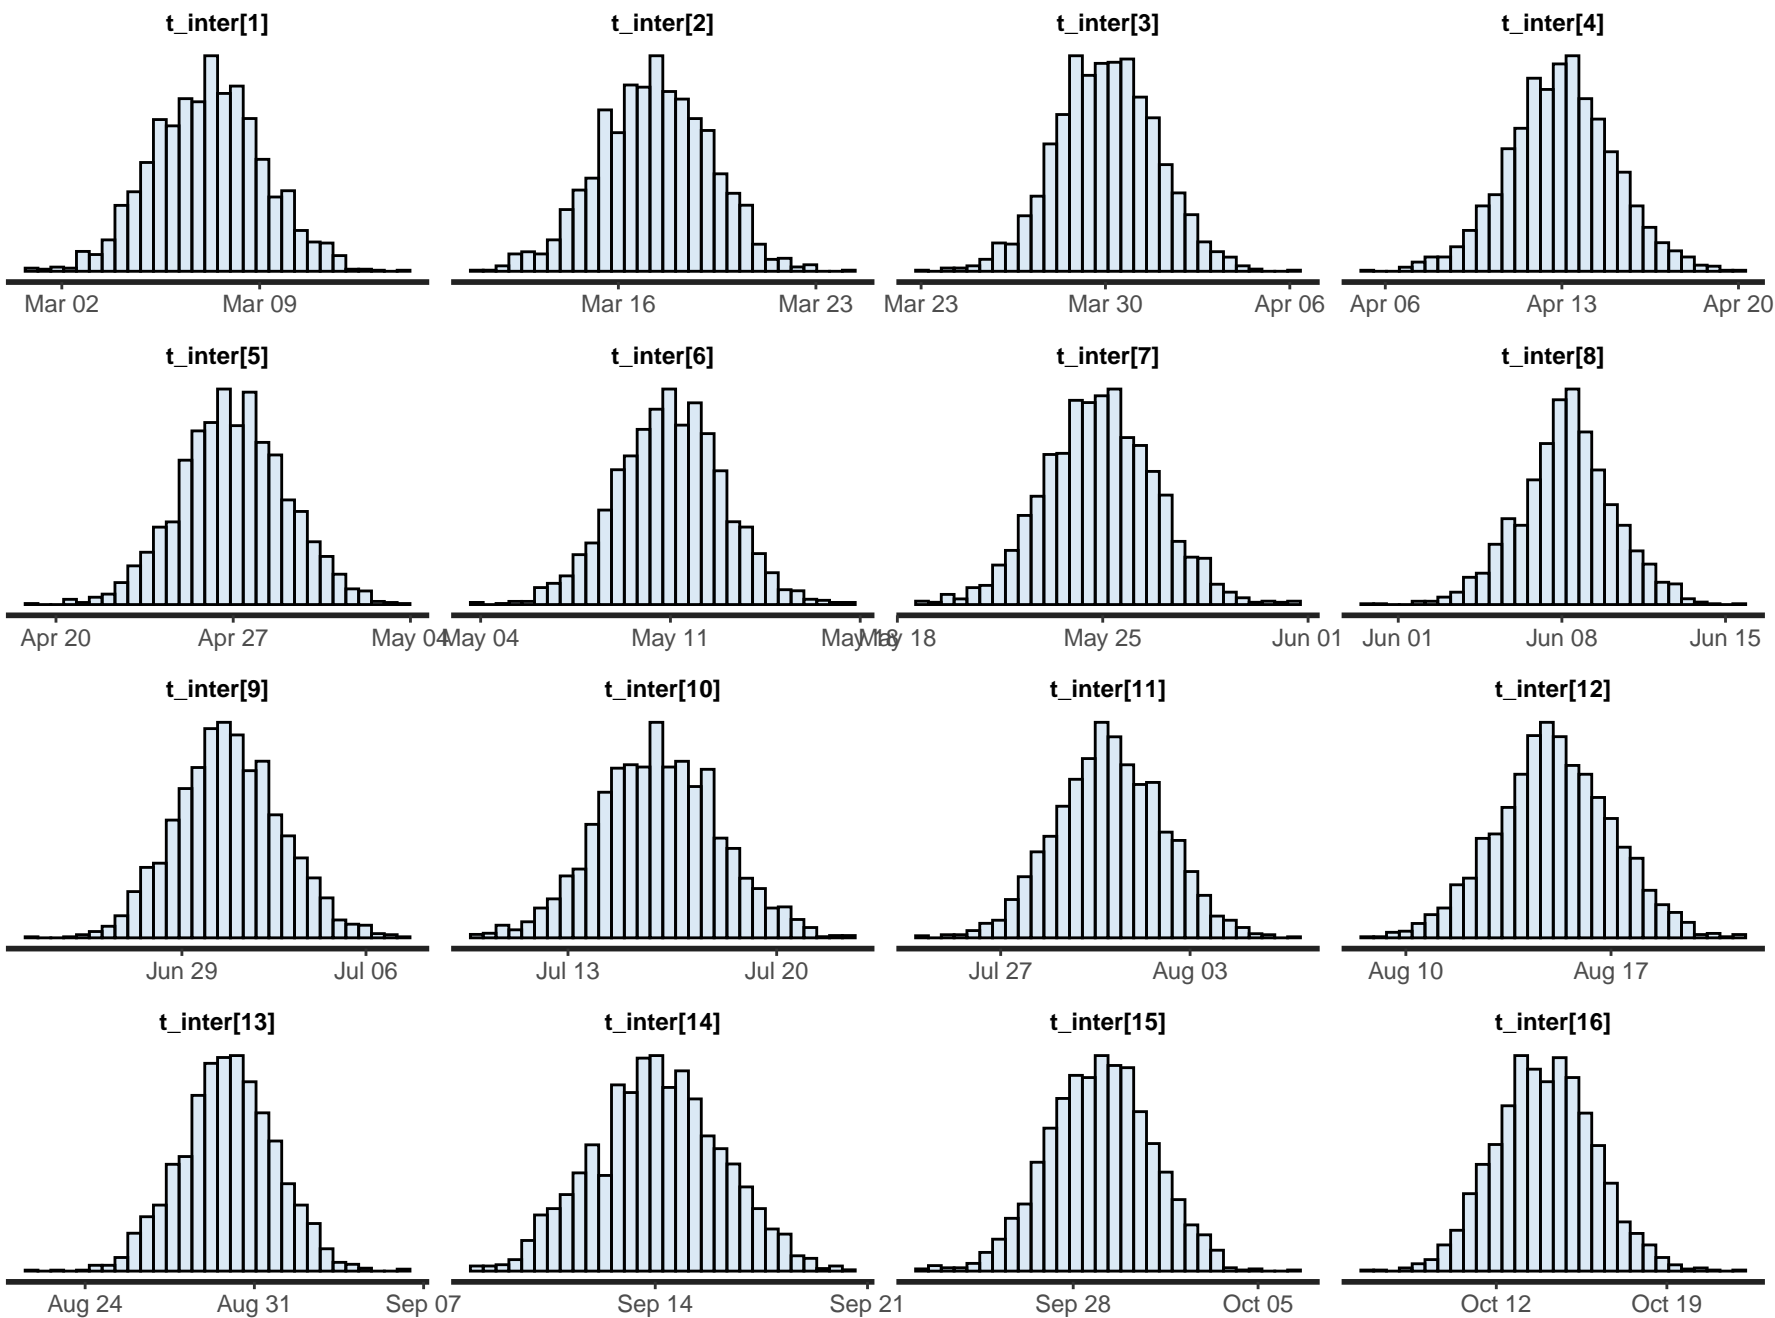 t_inter[1] t_inter[2] t_inter[3] t_inter[4]
Mar 02 Mar 09 Mar 16 Mar 23 Mar 23 Mar 30 Apr 06 Apr 06 Apr 13 Apr 20
t_inter[5] t_inter[6] t_inter[7] t_inter[8]
Apr 20 Apr 27 May 04 May 04 May 11 May 18 May 18 May 25 Jun 01 Jun 01 Jun 08 Jun 15
t_inter[9] t_inter[10] t_inter[11] t_inter[12]
Jun 29 Jul 06 Jul 13 Jul 20 Jul 27 Aug 03 Aug 10 Aug 17
t_inter[13] t_inter[14] t_inter[15] t_inter[16]
Aug 24 Aug 31 Sep 07 Sep 14 Sep 21 Sep 28 Oct 05 Oct 12 Oct 19